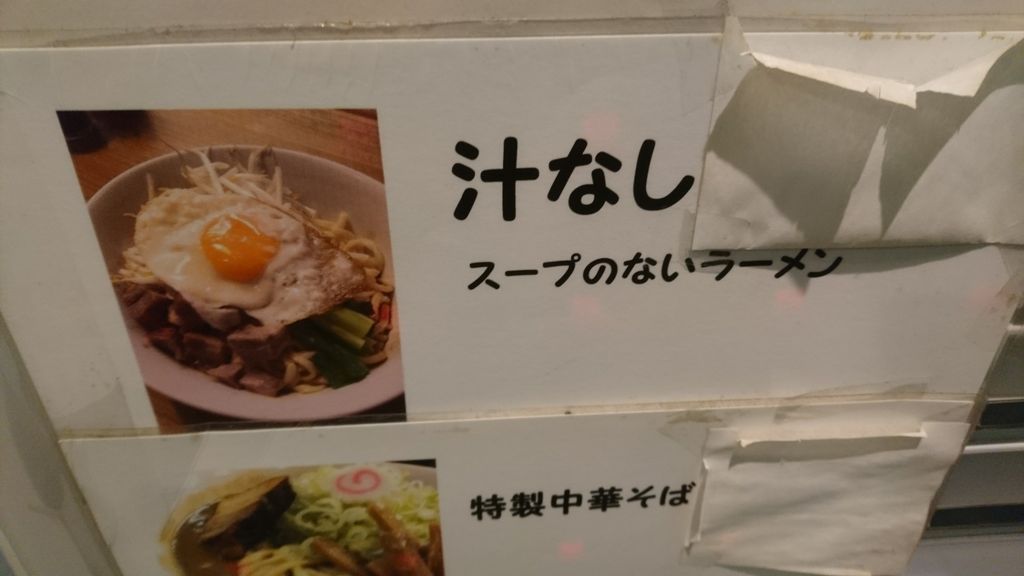 汁なし
スープのないラーメン
特製中華そば